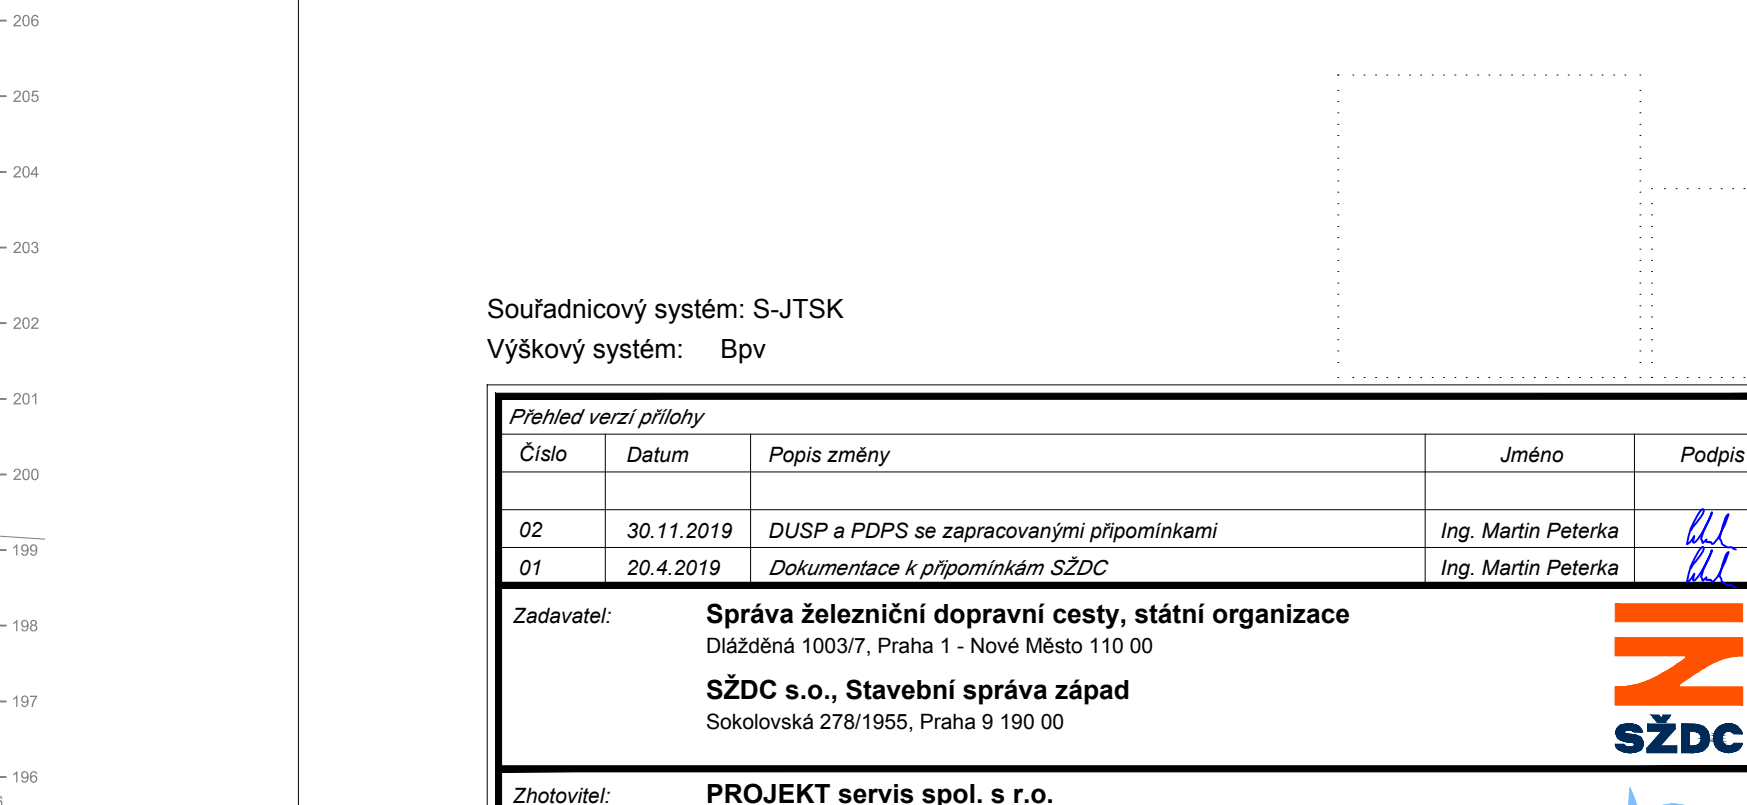 206
205
204
203
202
201
200
199
198
197
196
Souřadnicový systém: S-JTSK
Výškový systém: Bpv
Přehled verzí přílohy
Číslo Datum Popis změny Jméno Podpis
02 30.11.2019 DUSP a PDPS se zapracovanými připomínkami Ing. Martin Peterka
01 20.4.2019 Dokumentace k připomínkám SŽDC Ing. Martin Peterka
Zadavatel: Správa železniční dopravní cesty, státní organizace
Dlážděná 1003/7, Praha 1 - Nové Město 110 00
SŽDC s.o., Stavební správa západ
Sokolovská 278/1955, Praha 9 190 00
SŽDC
Zhotovitel: PROJEKT servis spol. s r.o.